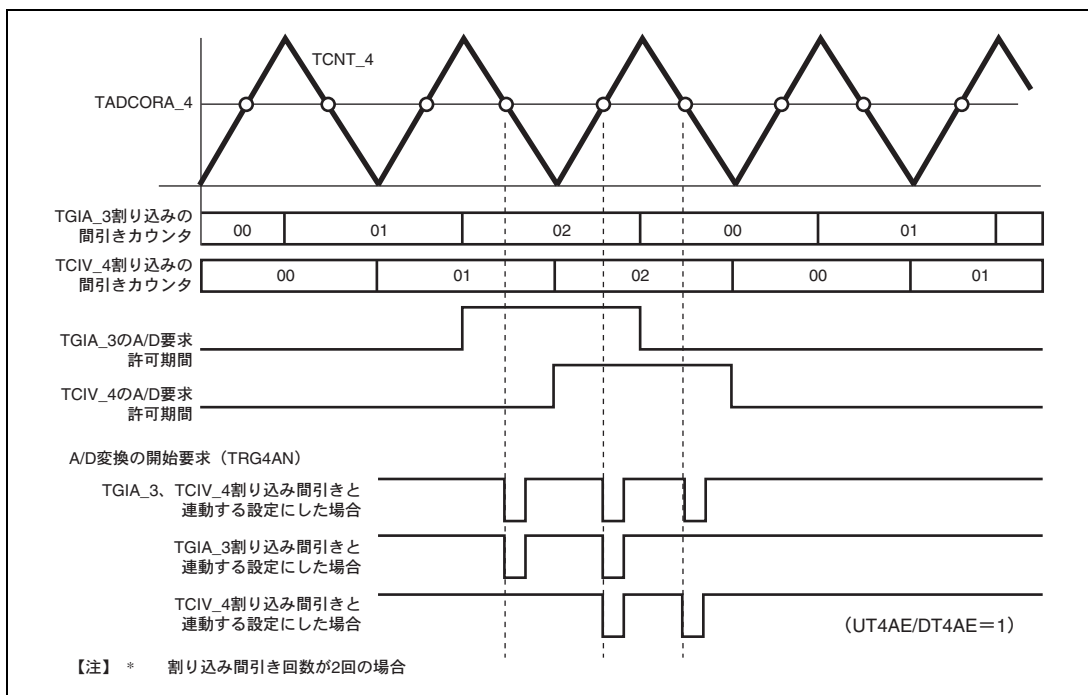 TCNT_4
TADCORA_4
TGIA_3割り込みの
間引きカウンタ
00 01 02 00 01
TCIV_4割り込みの
間引きカウンタ
00 01 02 00 01
TGIA_3のA/D要求
許可期間
TCIV_4のA/D要求
許可期間
A/D変換の開始要求（TRG4AN）
TGIA_3、TCIV_4割り込み間引きと
連動する設定にした場合
TGIA_3割り込み間引きと
連動する設定にした場合
TCIV_4割り込み間引きと
連動する設定にした場合
（UT4AE/DT4AE＝1）
【注】 * 割り込み間引き回数が2回の場合